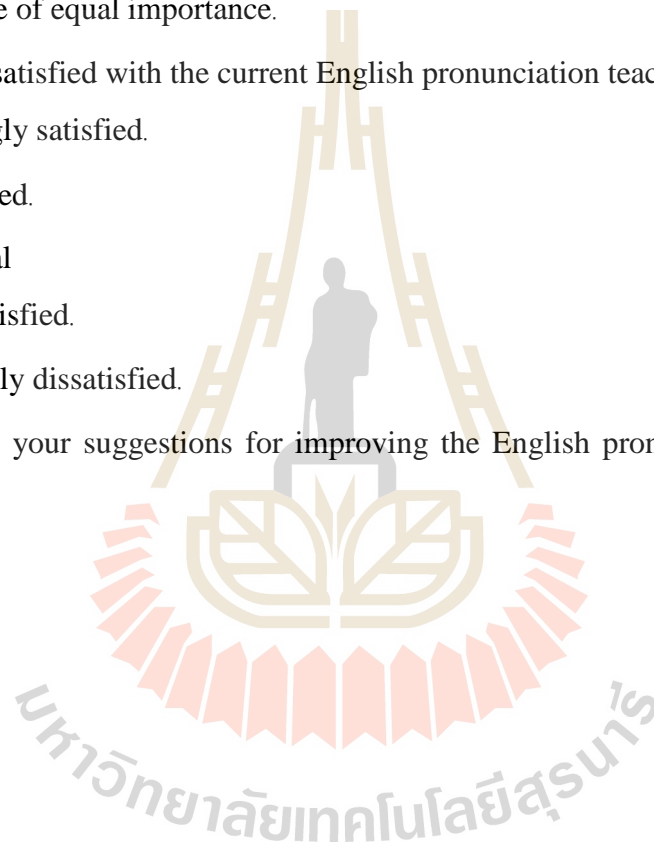 e of equal importance.
satisfied with the current English pronunciation teac
gly satisfied.
ed.
al
isfied.
ly dissatisfied.
your suggestions for improving the English pron
มหาวิทยาลัยเทคโนโลยีสุรนารี